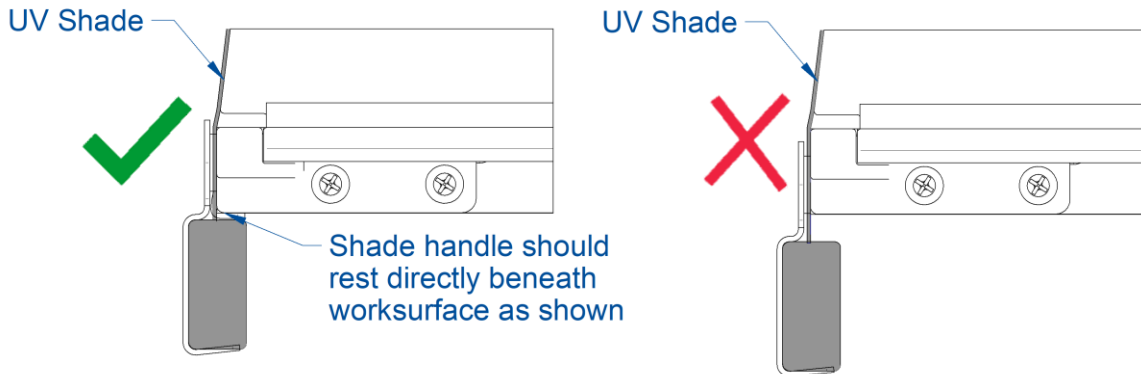 UV Shade
Shade handle should
rest directly beneath
worksurface as shown
UV Shade